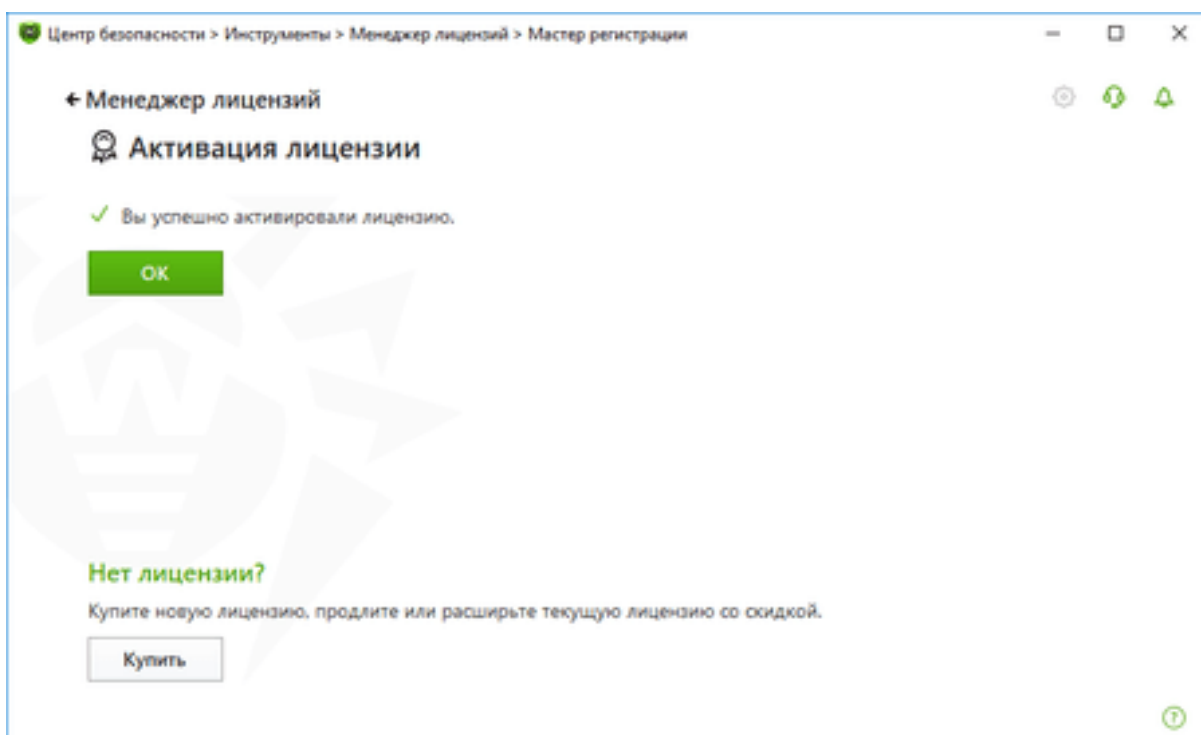 Центр безопасности > Инструменты > Менеджер лицензий > Мастер регистрации
Менеджер лицензий
Активация лицензии
Вы успешно активировали лицензию.
ОК
Нет лицензии?
Купите новую лицензию, продлите или расширьте текущую лицензию со скидкой.
Купить